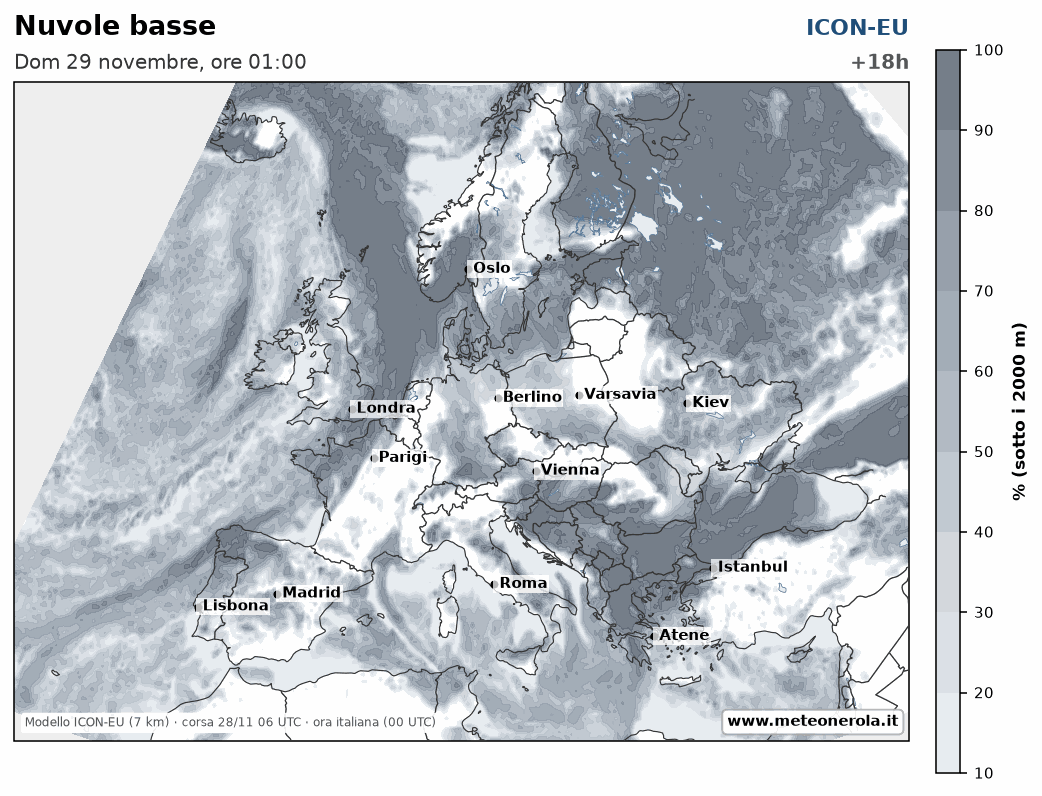 Nuvole basse
ICON-EU
Dom 29 novembre, ore 01:00
+18h
Oslo
Londra
Berlino
Varsavia
Kiev
Parigi
Vienna
Istanbul
Roma
Madrid
Lisbona
Atene
Modello ICON-EU (7 km) · corsa 28/11 06 UTC · ora italiana (00 UTC)
www.meteonerola.it
100
90
80
70
60
50
40
30
20
10
% (sotto i 2000 m)